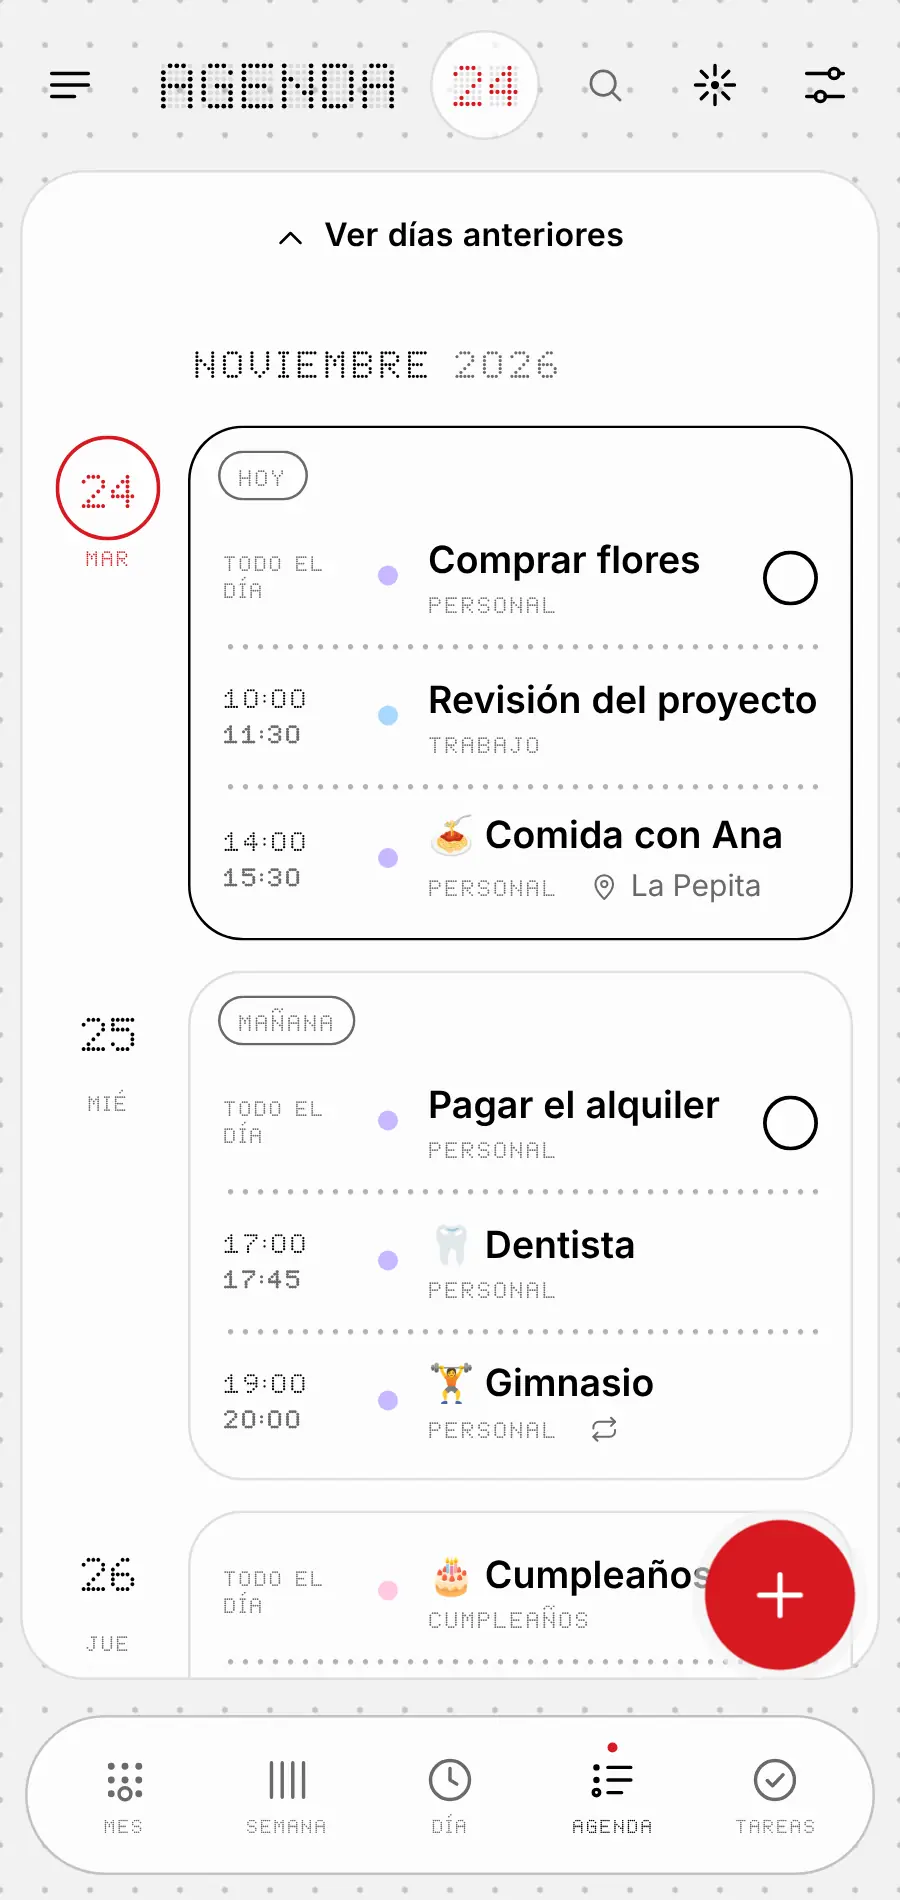 AGENDA 24
Ver días anteriores
NOVIEMBRE 2026
24
MAR
HOY
TODO EL
DÍA
Comprar flores
PERSONAL
10:00
11:30
Revisión del proyecto
TRABAJO
14:00
15:30
Comida con Ana
PERSONAL La Pepita
25
MIÉ
MAÑANA
TODO EL
DÍA
Pagar el alquiler
PERSONAL
17:00
17:45
Dentista
PERSONAL
19:00
20:00
Gimnasio
PERSONAL
26
JUE
TODO EL
DÍA
Cumpleaños
CUMPLEAÑOS
MES SEMANA DÍA AGENDA TAREAS